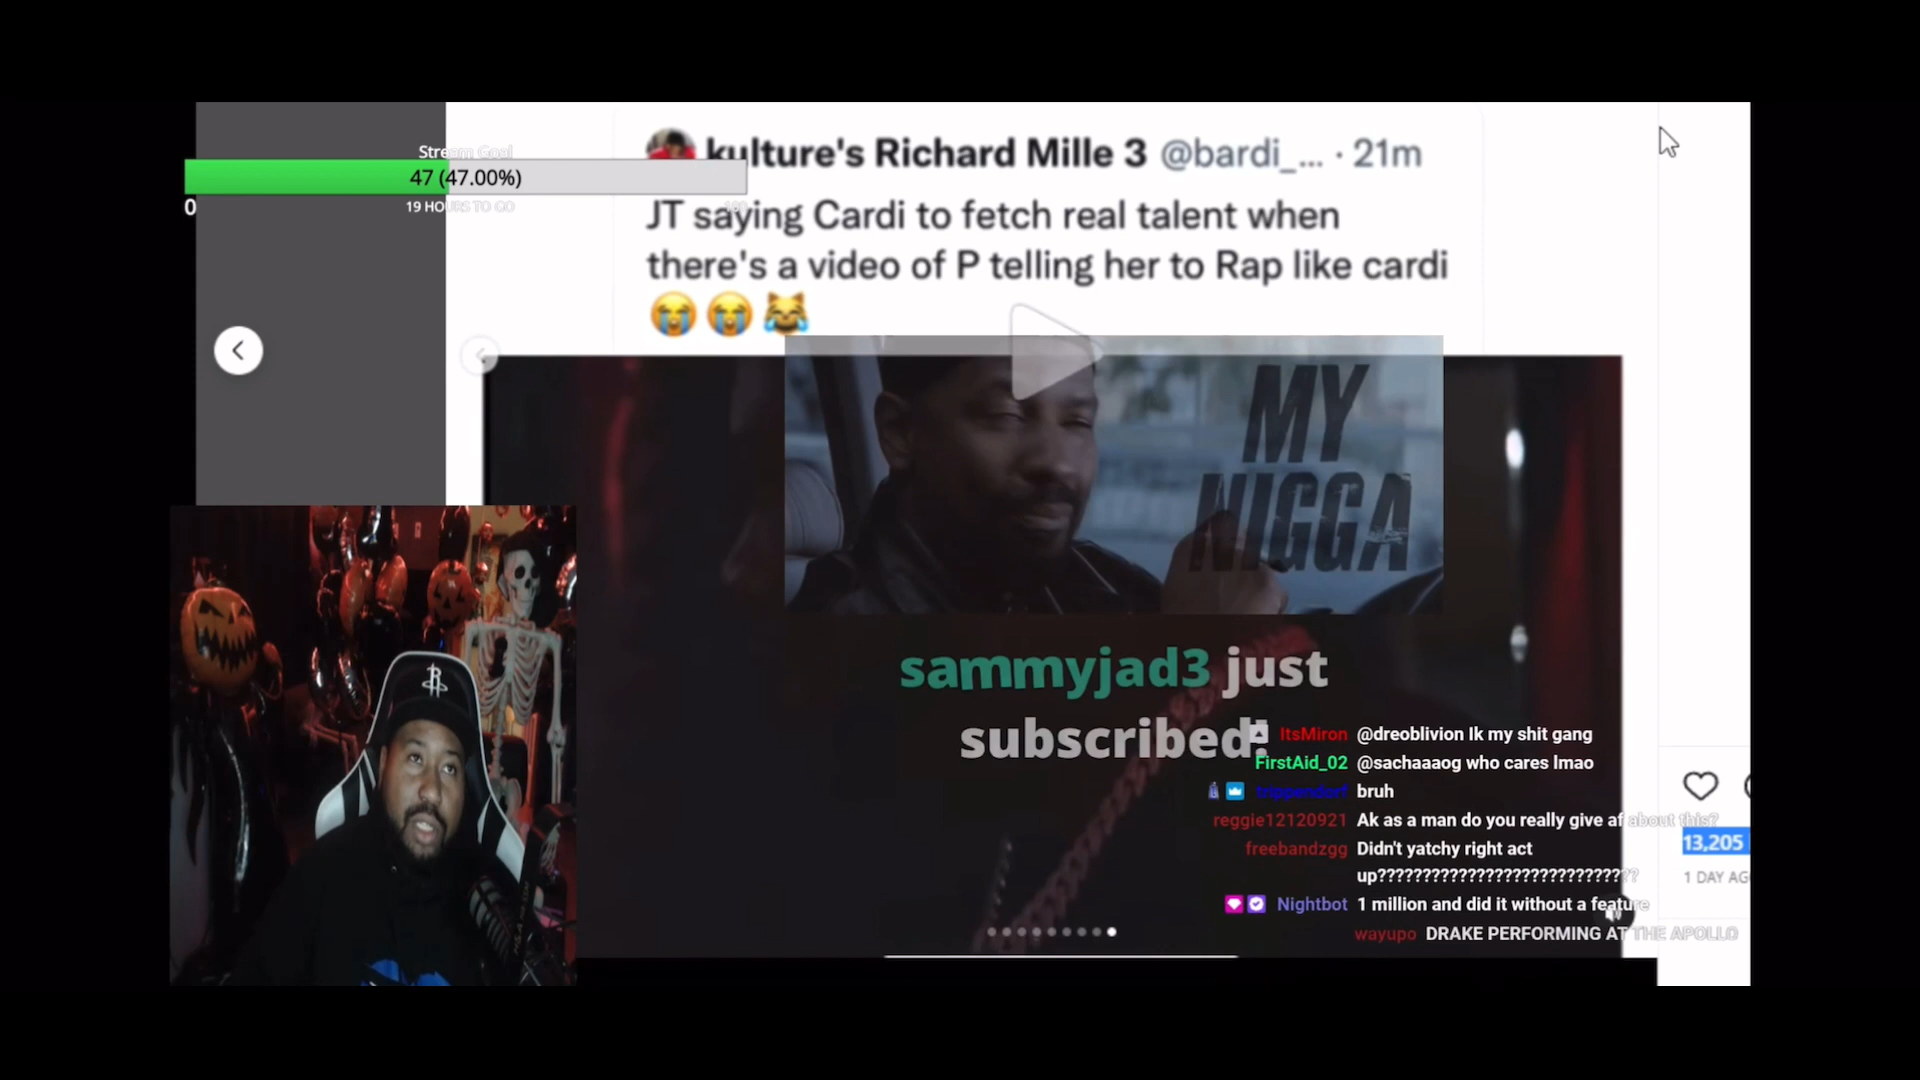 kulture's Richard Mille 3 @bardi_... · 21m
Stream Goal
47 (47.00%)
0
19 HOURS TO GO
100
JT saying Cardi to fetch real talent when
there's a video of P telling her to Rap like cardi
😭 😭 😹
MY
NIGGA
sammyjad3 just
subscribed!
ItsMiron @dreoblivion Ik my shit gang
FirstAid_02 @sachaaaog who cares lmao
trippendorf bruh
reggie12120921 Ak as a man do you really give af about this?
freebandzgg Didn't yatchy right act
up???????????????????????????
Nightbot 1 million and did it without a feature
wayupo DRAKE PERFORMING AT THE APOLLO
13,205
1 DAY AG